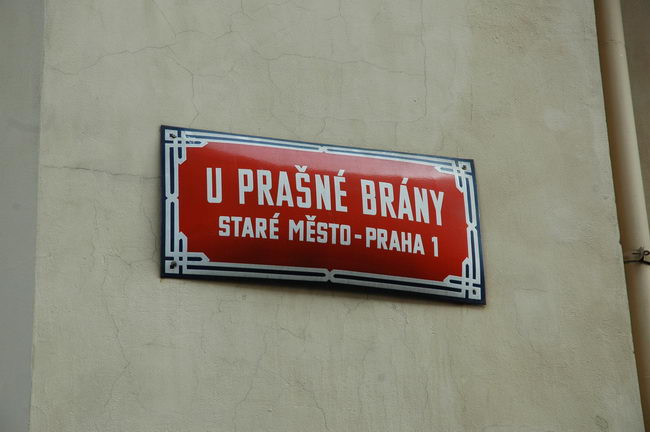 U PRAŠNÉ BRÁNY
STARÉ MĚSTO - PRAHA 1